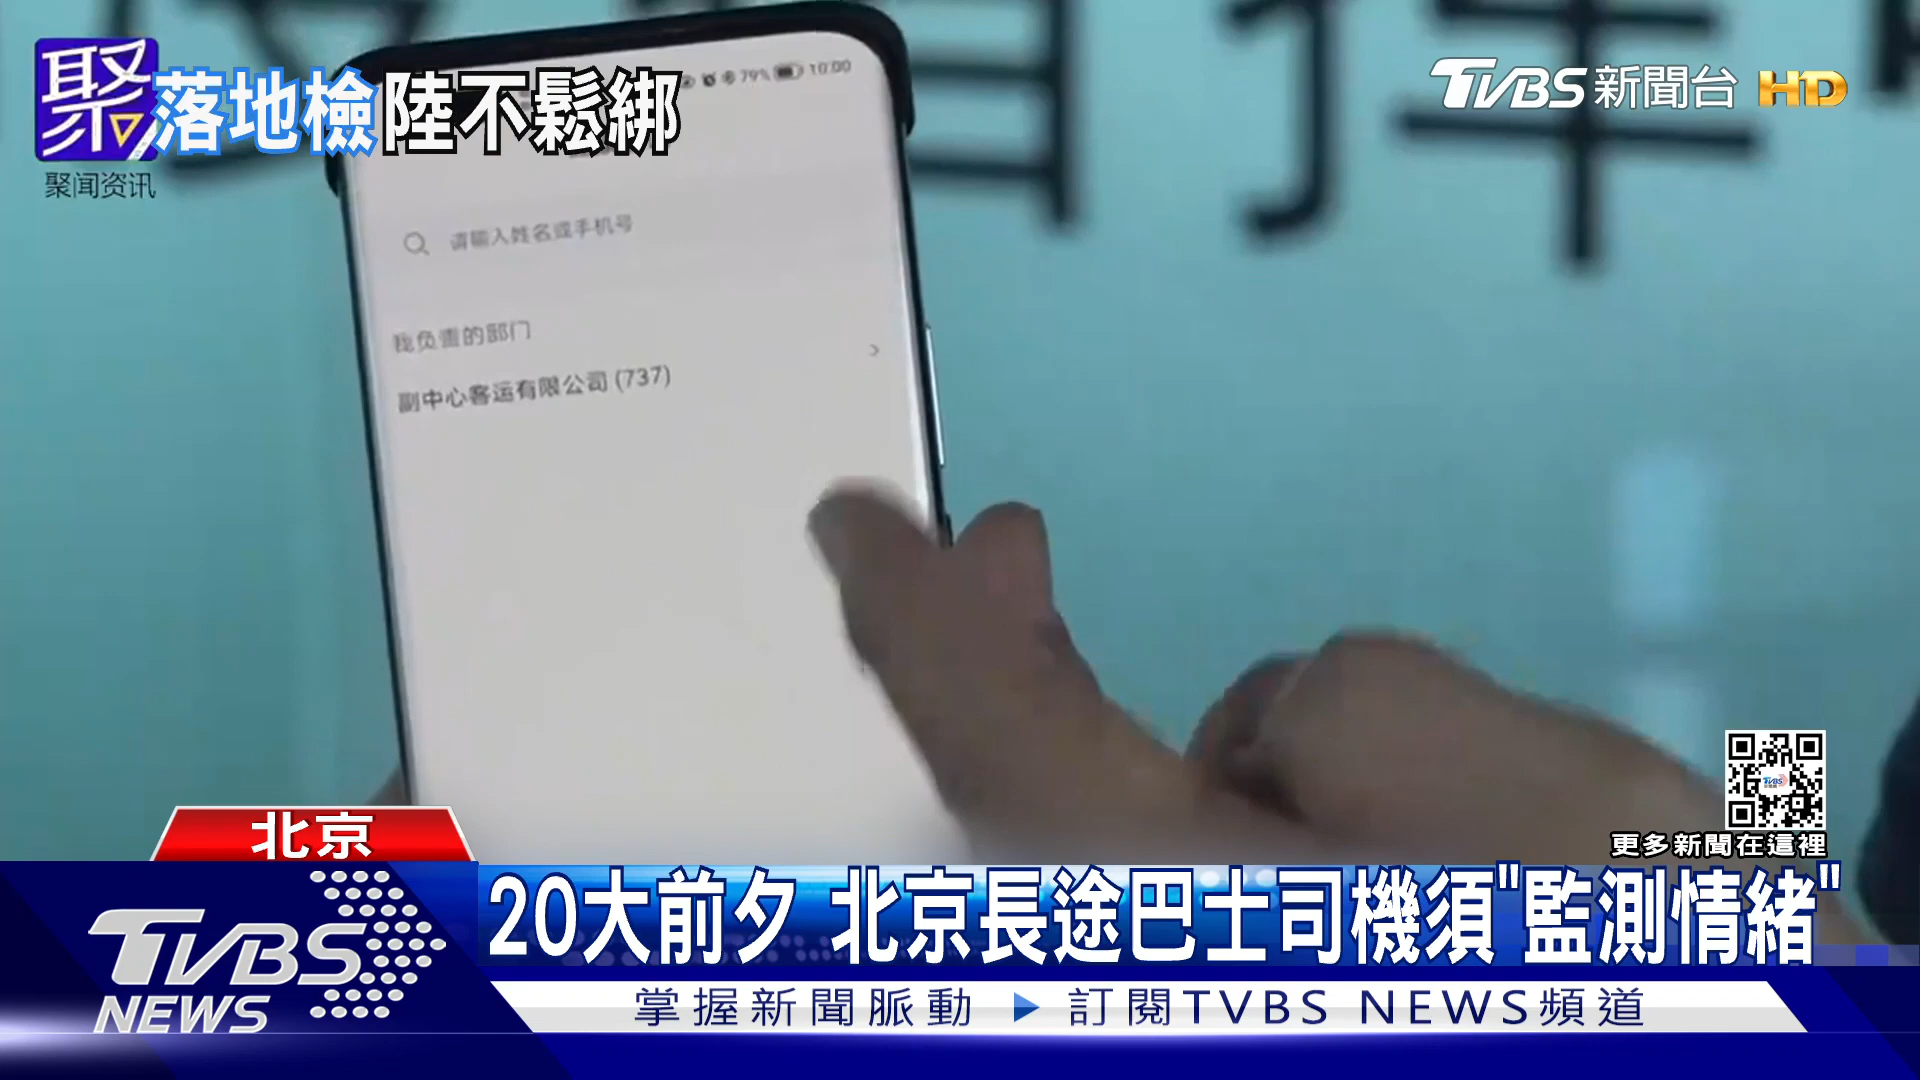 聚
聚闻资讯
落地檢陸不鬆綁
TVBS新聞台 HD
79% 10:00
请输入姓名或手机号
我负责的部门
副中心客运有限公司 (737)
TVBS
更多新聞在這裡
北京
20大前夕 北京長途巴士司機須"監測情緒"
TVBS
NEWS
掌握新聞脈動 ▶ 訂閱TVBS NEWS頻道